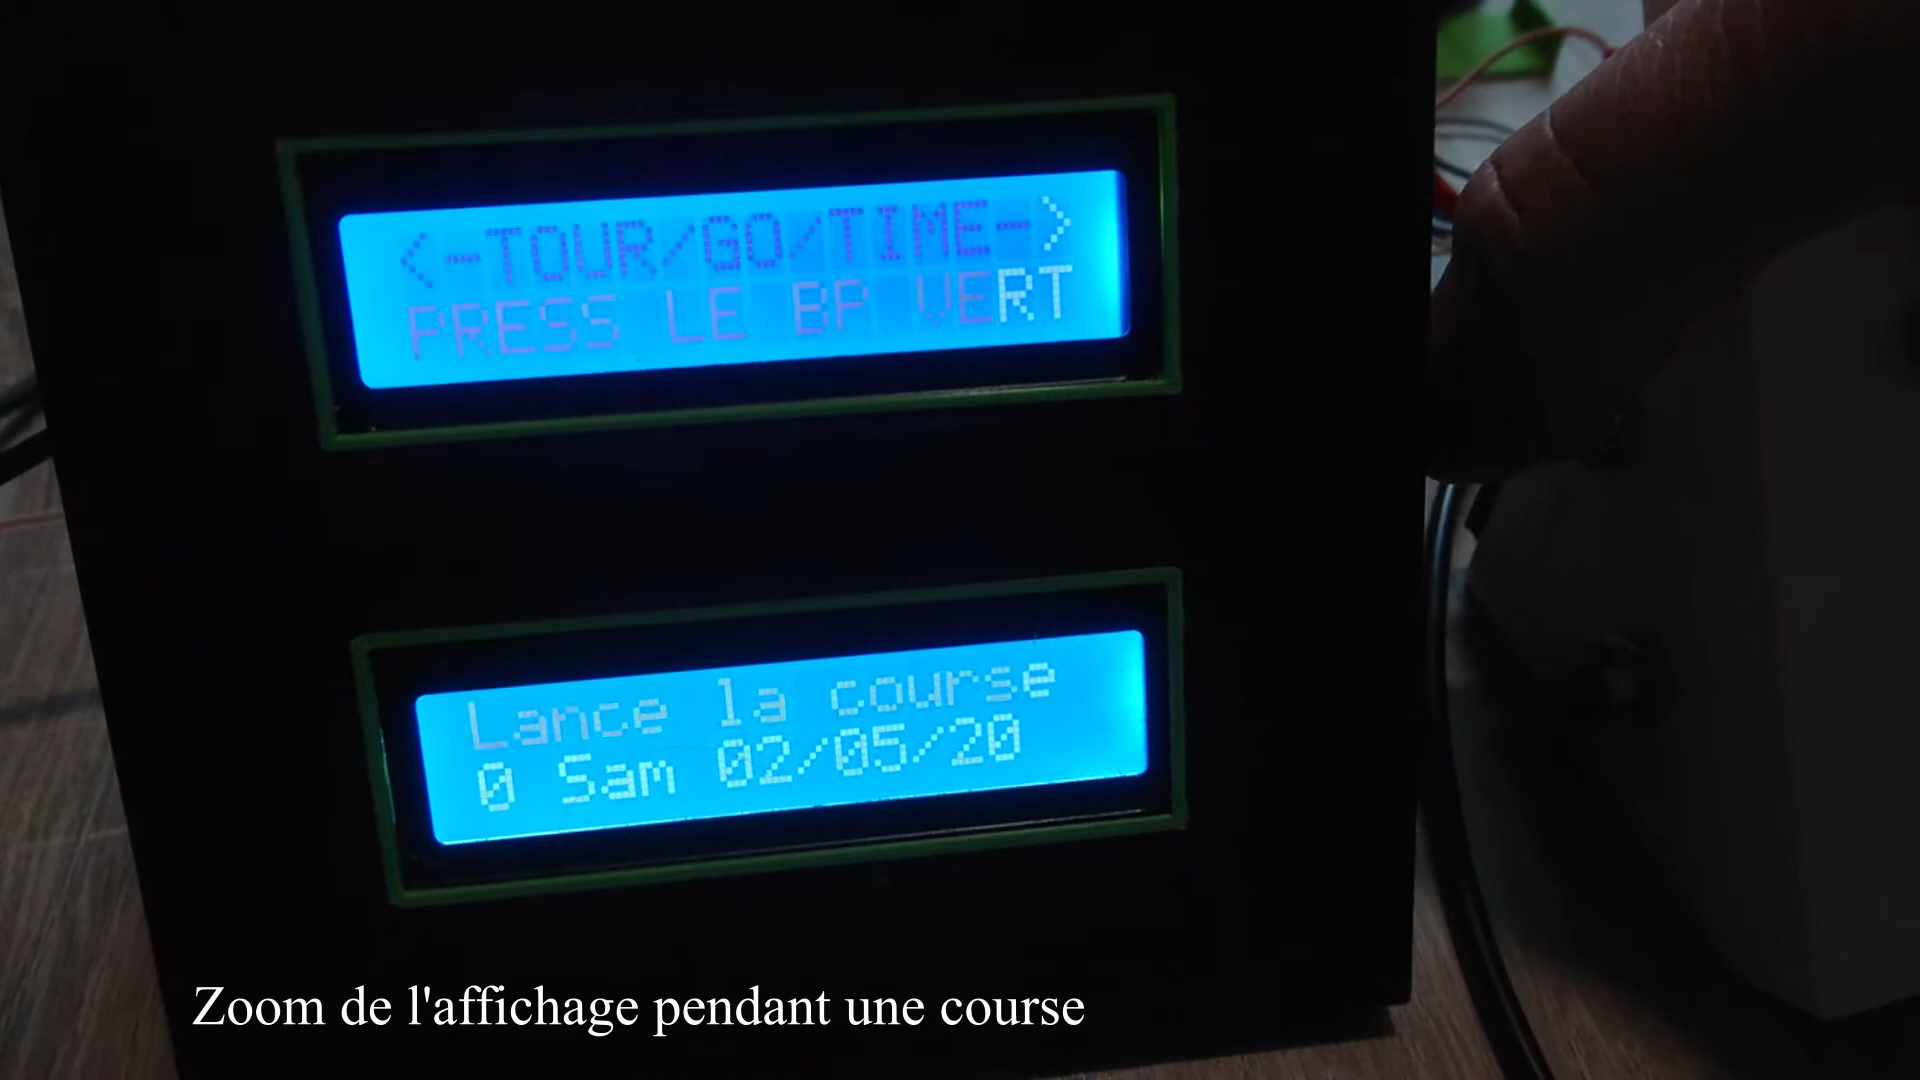 <-TOUR/GO/TIME->
PRESS LE BP VERT
Lance la course
0 Sam 02/05/20
Zoom de l'affichage pendant une course